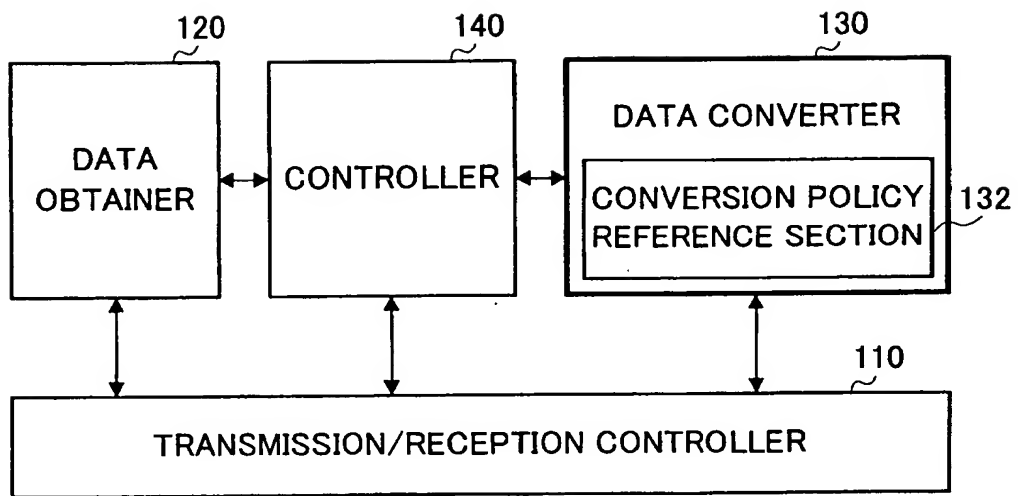 120
140
130
DATA
OBTAINER
CONTROLLER
DATA CONVERTER
CONVERSION POLICY
REFERENCE SECTION
132
110
TRANSMISSION/RECEPTION CONTROLLER